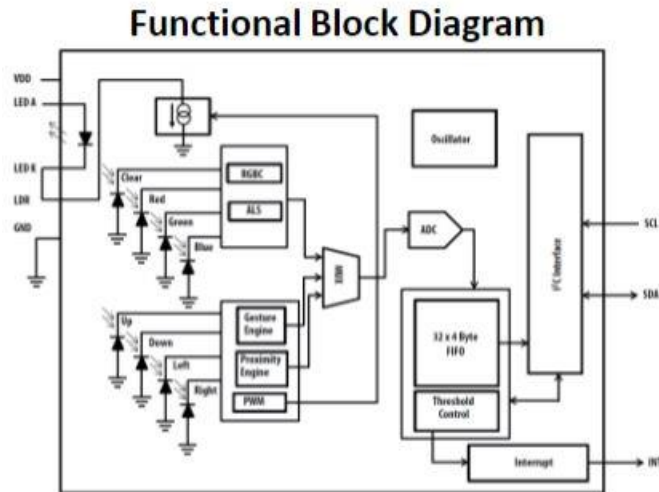 Functional Block Diagram
VDD
LED A
LED K
LDR
GND
Clear
Red
Green
Blue
RGBC
ALS
Up
Down
Left
Right
Gesture
Engine
Proximity
Engine
PWM
MUX
ADC
Oscillator
32 x 4 Byte
FIFO
Threshold
Control
I²C Interface
Interrupt
SCL
SDA
INT